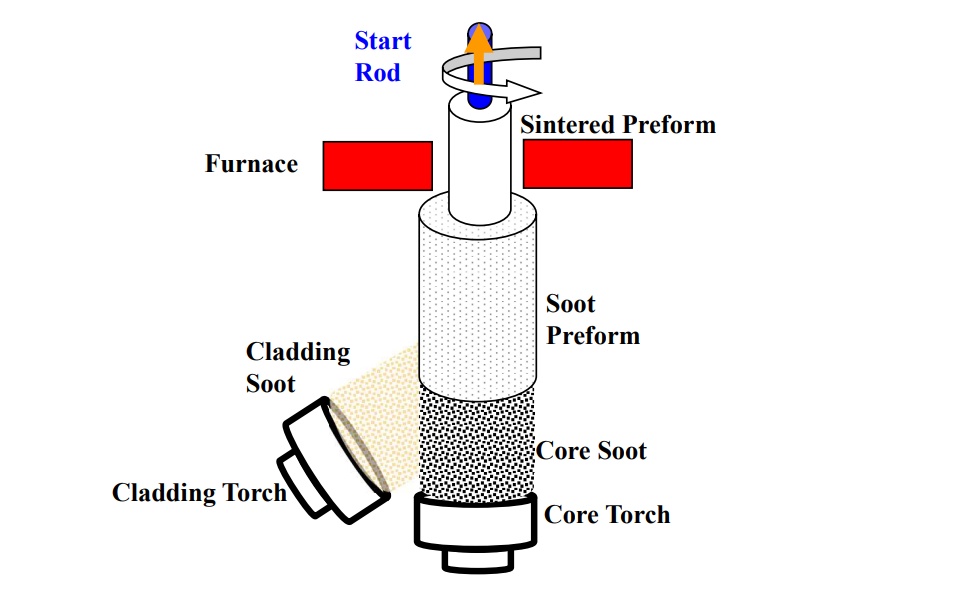 Start
Rod
Sintered Preform
Furnace
Soot
Preform
Cladding
Soot
Core Soot
Cladding Torch
Core Torch